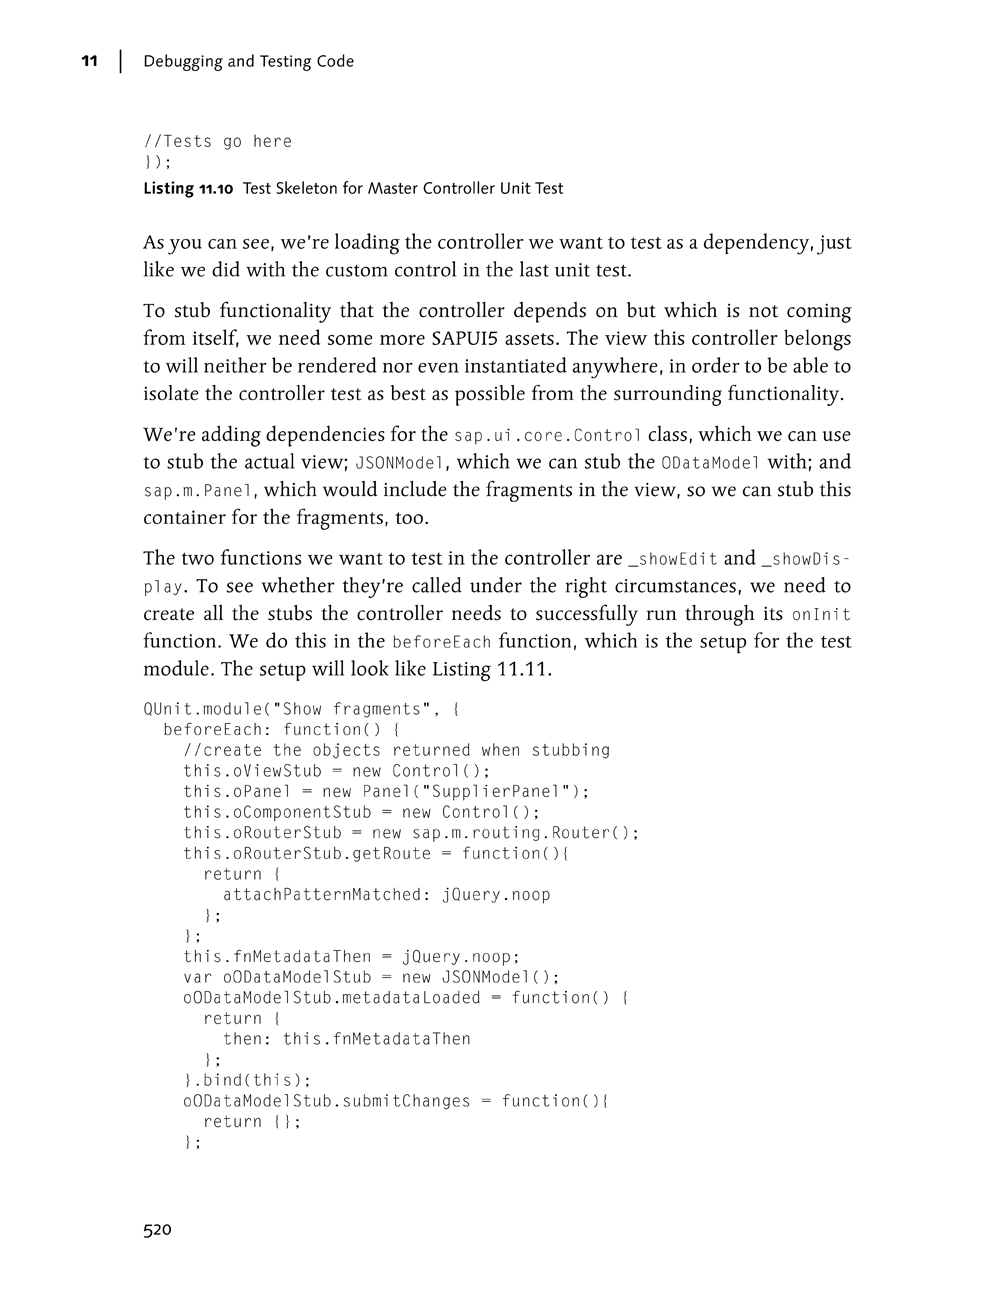 11 | Debugging and Testing Code
//Tests go here
});
Listing 11.10 Test Skeleton for Master Controller Unit Test
As you can see, we're loading the controller we want to test as a dependency, just
like we did with the custom control in the last unit test.
To stub functionality that the controller depends on but which is not coming
from itself, we need some more SAPUI5 assets. The view this controller belongs
to will neither be rendered nor even instantiated anywhere, in order to be able to
isolate the controller test as best as possible from the surrounding functionality.
We're adding dependencies for the sap.ui.core.Control class, which we can use
to stub the actual view; JSONModel, which we can stub the ODataModel with; and
sap.m.Panel, which would include the fragments in the view, so we can stub this
container for the fragments, too.
The two functions we want to test in the controller are _showEdit and _showDis-
play. To see whether they're called under the right circumstances, we need to
create all the stubs the controller needs to successfully run through its onInit
function. We do this in the beforeEach function, which is the setup for the test
module. The setup will look like Listing 11.11.
QUnit.module("Show fragments", {
  beforeEach: function() {
    //create the objects returned when stubbing
    this.oViewStub = new Control();
    this.oPanel = new Panel("SupplierPanel");
    this.oComponentStub = new Control();
    this.oRouterStub = new sap.m.routing.Router();
    this.oRouterStub.getRoute = function(){
      return {
        attachPatternMatched: jQuery.noop
      };
    };
    this.fnMetadataThen = jQuery.noop;
    var oODataModelStub = new JSONModel();
    oODataModelStub.metadataLoaded = function() {
      return {
        then: this.fnMetadataThen
      };
    }.bind(this);
    oODataModelStub.submitChanges = function(){
      return {};
    };
520